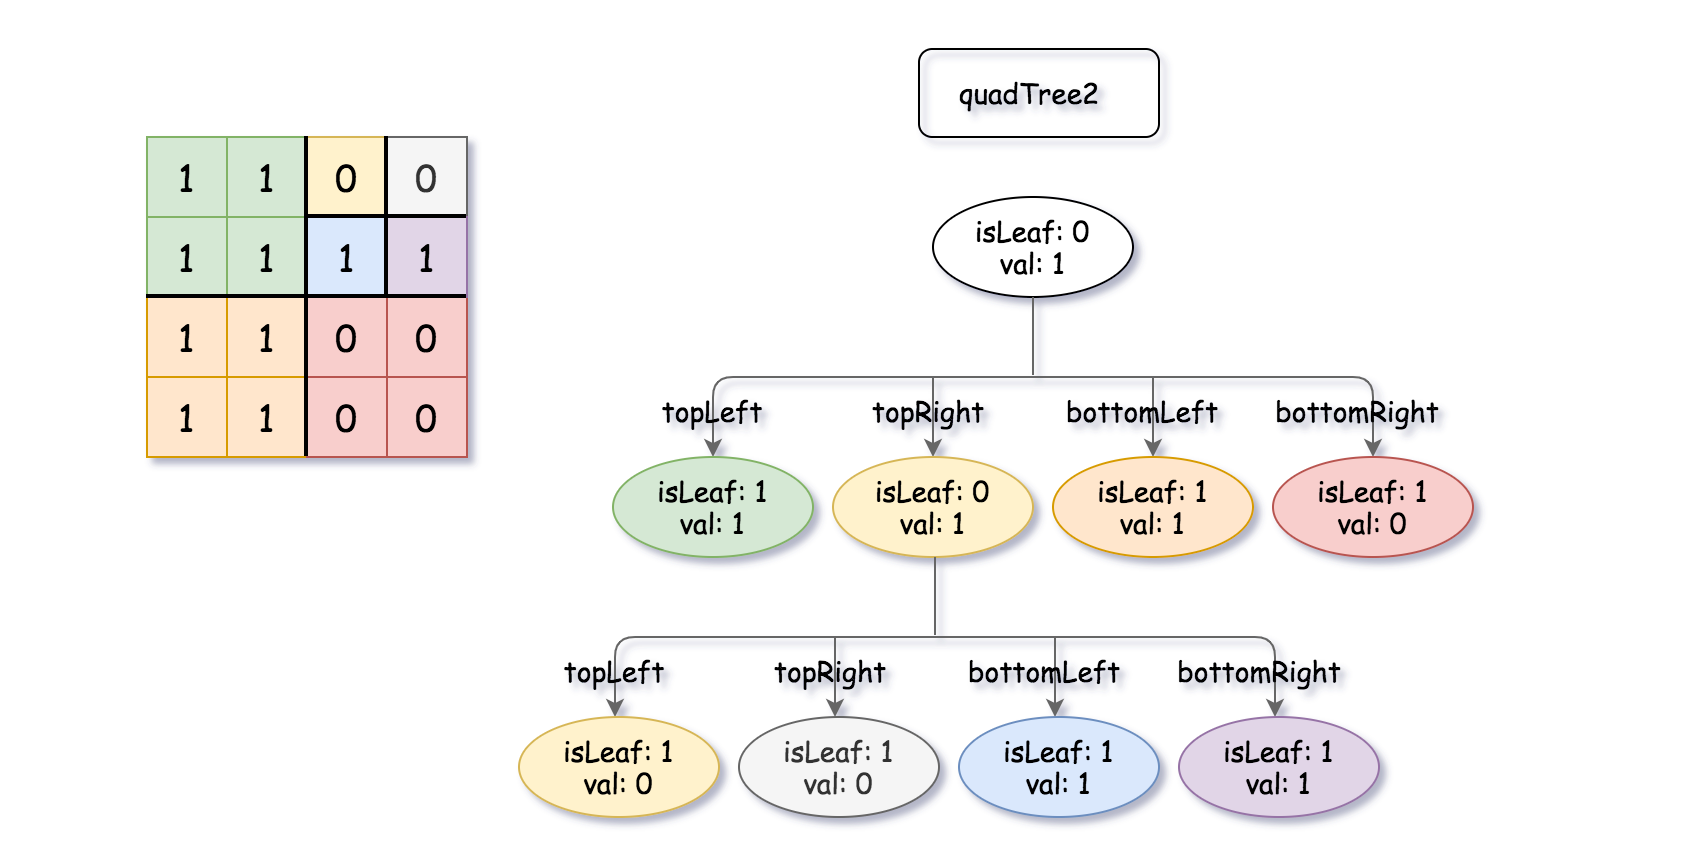 quadTree2
1 1 0 0
1 1 1 1
1 1 0 0
1 1 0 0
isLeaf: 0
val: 1
topLeft topRight bottomLeft bottomRight
isLeaf: 1 isLeaf: 0 isLeaf: 1 isLeaf: 1
val: 1 val: 1 val: 1 val: 0
topLeft topRight bottomLeft bottomRight
isLeaf: 1 isLeaf: 1 isLeaf: 1 isLeaf: 1
val: 0 val: 0 val: 1 val: 1